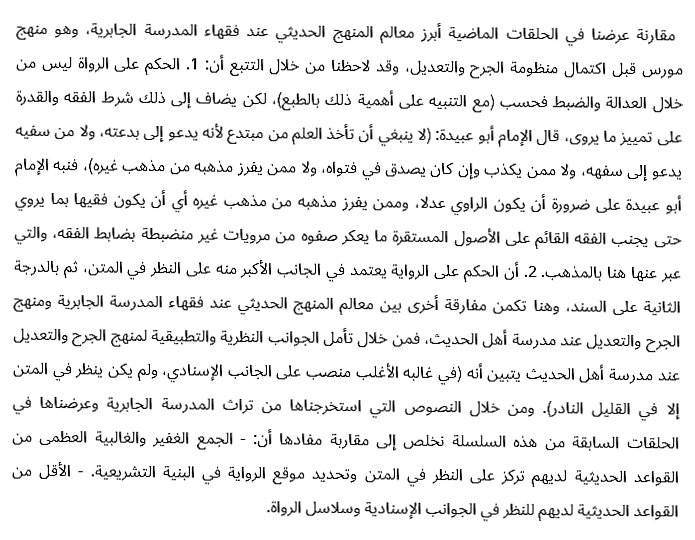 مقارنة عرضنا في الحلقات الماضية أبرز معالم المنهج الحديثي عند فقهاء المدرسة الجابرية، وهو منهج
مورس قبل اكتمال منظومة الجرح والتعديل، وقد لاحظنا من خلال التتبع أن: 1. الحكم على الرواة ليس من
خلال العدالة والضبط فحسب (مع التنبيه على أهمية ذلك بالطبع)، لكن يضاف إلى ذلك شرط الفقه والقدرة
على تمييز ما يروى، قال الإمام أبو عبيدة: (لا ينبغي أن تأخذ العلم من مبتدع لأنه يدعو إلى بدعته، ولا من سفيه
يدعو إلى سفهه، ولا ممن يكذب وإن كان يصدق في فتواه، ولا ممن يفرز مذهبه من مذهب غيره)، فنبه الإمام
أبو عبيدة على ضرورة أن يكون الراوي عدلا، وممن يفرز مذهبه من مذهب غيره أي أن يكون فقيها بما يروي
حتى يجنب الفقه القائم على الأصول المستقرة ما يعكر صفوه من مرويات غير منضبطة بضابط الفقه، والتي
عبر عنها هنا بالمذهب. 2. أن الحكم على الرواية يعتمد في الجانب الأكبر منه على النظر في المتن، ثم بالدرجة
الثانية على السند، وهنا تكمن مفارقة أخرى بين معالم المنهج الحديثي عند فقهاء المدرسة الجابرية ومنهج
الجرح والتعديل عند مدرسة أهل الحديث، فمن خلال تأمل الجوانب النظرية والتطبيقية لمنهج الجرح والتعديل
عند مدرسة أهل الحديث يتبين أنه (في غالبه الأغلب منصب على الجانب الإسنادي، ولم يكن ينظر في المتن
إلا في القليل النادر). ومن خلال النصوص التي استخرجناها من تراث المدرسة الجابرية وعرضناها في
الحلقات السابقة من هذه السلسلة نخلص إلى مقاربة مفادها أن: - الجمع الغفير والغالبية العظمى من
القواعد الحديثية لديهم تركز على النظر في المتن وتحديد موقع الرواية في البنية التشريعية. - الأقل من
القواعد الحديثية لديهم للنظر في الجوانب الإسنادية وسلاسل الرواة.